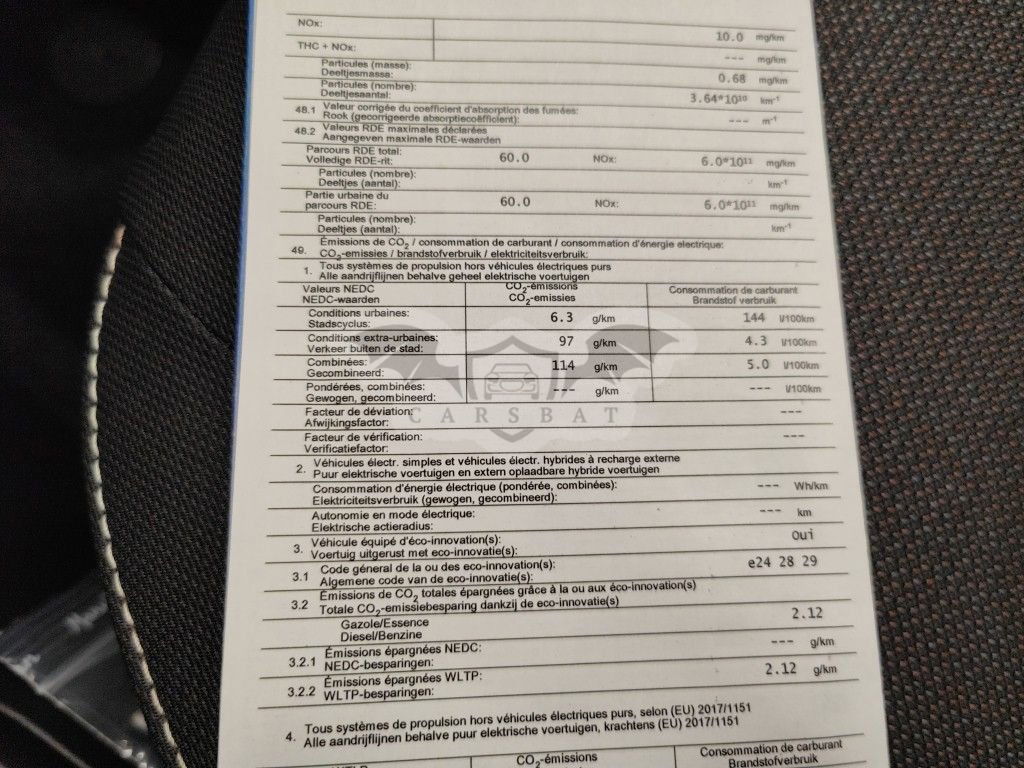 NOx: 10.0 mg/km
THC + NOx: --- mg/km
Particules (masse):
Deeltjesmassa: 0.68 mg/km
Particules (nombre):
Deeltjesaantal: 3.64*10¹⁰ km⁻¹
48.1 Valeur corrigée du coefficient d'absorption des fumées:
Rook (gecorrigeerde absorptiecoëfficiënt): --- m⁻¹
48.2 Valeurs RDE maximales déclarées
Aangegeven maximale RDE-waarden
Parcours RDE total:
Volledige RDE-rit: 60.0 NOx: 6.0*10¹¹ mg/km
Particules (nombre):
Deeltjes (aantal): km⁻¹
Partie urbaine du
parcours RDE: 60.0 NOx: 6.0*10¹¹ mg/km
Particules (nombre):
Deeltjes (aantal): km⁻¹
49. Émissions de CO₂ / consommation de carburant / consommation d'énergie electrique:
CO₂-emissies / brandstofverbruik / elektriciteitsverbruik:
1. Tous systèmes de propulsion hors véhicules électriques purs
Alle aandrijflijnen behalve geheel elektrische voertuigen
Valeurs NEDC CO₂-émissions Consommation de carburant
NEDC-waarden CO₂-emissies Brandstof verbruik
Conditions urbaines:
Stadscyclus: 6.3 g/km 144 l/100km
Conditions extra-urbaines:
Verkeer buiten de stad: 97 g/km 4.3 l/100km
Combinées:
Gecombineerd: 114 g/km 5.0 l/100km
Pondérées, combinées:
Gewogen, gecombineerd: --- g/km --- l/100km
CARSBAT
Facteur de déviation:
Afwijkingsfactor: ---
Facteur de vérification:
Verificatiefactor: ---
2. Véhicules électr. simples et véhicules électr. hybrides à recharge externe
Puur elektrische voertuigen en extern oplaadbare hybride voertuigen
Consommation d'énergie électrique (pondérée, combinées):
Elektriciteitsverbruik (gewogen, gecombineerd): --- Wh/km
Autonomie en mode électrique:
Elektrische actieradius: --- km
3. Véhicule équipé d'éco-innovation(s):
Voertuig uitgerust met eco-innovatie(s): Oui
3.1 Code géneral de la ou des eco-innovation(s):
Algemene code van de eco-innovatie(s): e24 28 29
3.2 Émissions de CO₂ totales épargnées grâce à la ou aux éco-innovation(s)
Totale CO₂-emissiebesparing dankzij de eco-innovatie(s)
Gazole/Essence
Diesel/Benzine 2.12
3.2.1 Émissions épargnées NEDC:
NEDC-besparingen: --- g/km
3.2.2 Émissions épargnées WLTP:
WLTP-besparingen: 2.12 g/km
4. Tous systèmes de propulsion hors véhicules électriques purs, selon (EU) 2017/1151
Alle aandrijflijnen behalve puur elektrische voertuigen, krachtens (EU) 2017/1151
CO₂-émissions Consommation de carburant
Brandstofverbruik